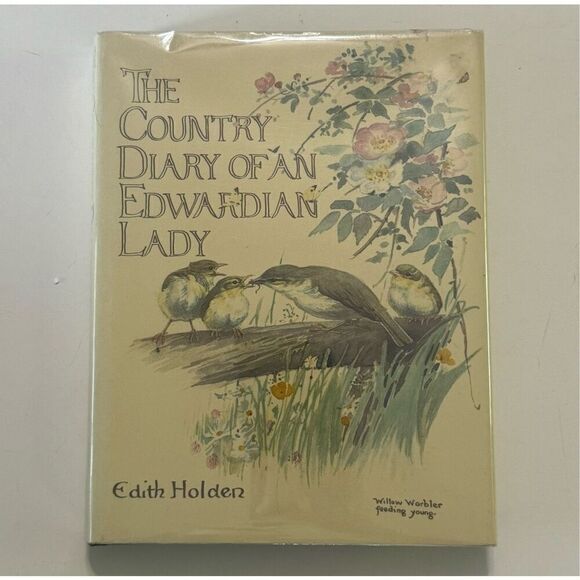 THE
COUNTRY
DIARY OF AN
EDWARDIAN
LADY
Edith Holden
Willow Warbler
feeding young.